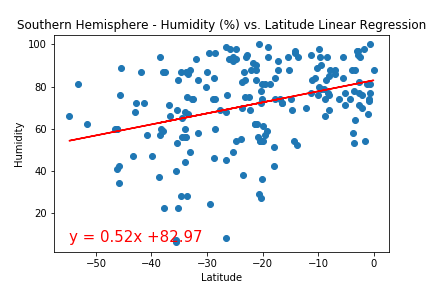 Southern Hemisphere - Humidity (%) vs. Latitude Linear Regression
100
80
60
40
20
Humidity
y = 0.52x +82.97
−50
−40
−30
−20
−10
0
Latitude